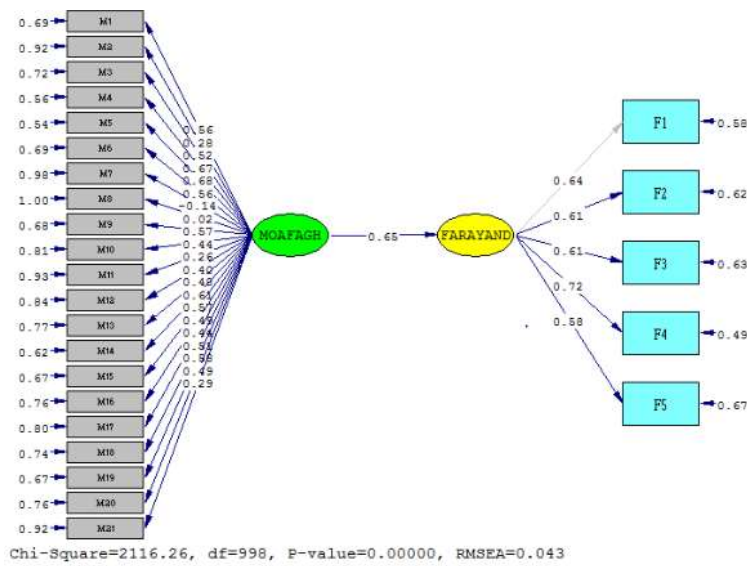 0.69 M1
0.92 M2
0.72 M3
0.56 M4
0.54 M5
0.69 M6
0.98 M7
1.00 M8
0.68 M9
0.81 M10
0.93 M11
0.84 M12
0.77 M13
0.62 M14
0.67 M15
0.76 M16
0.80 M17
0.74 M18
0.67 M19
0.76 M20
0.92 M21
0.56
0.28
0.52
0.67
0.68
0.56
-0.14
0.02
0.57
0.44
0.26
0.40
0.48
0.61
0.57
0.49
0.44
0.51
0.58
0.49
0.29
MOAFAGH
0.65
FARAYAND
0.64
0.61
0.61
0.72
0.58
F1 0.58
F2 0.62
F3 0.63
F4 0.49
F5 0.67
Chi-Square=2116.26, df=998, P-value=0.00000, RMSEA=0.043